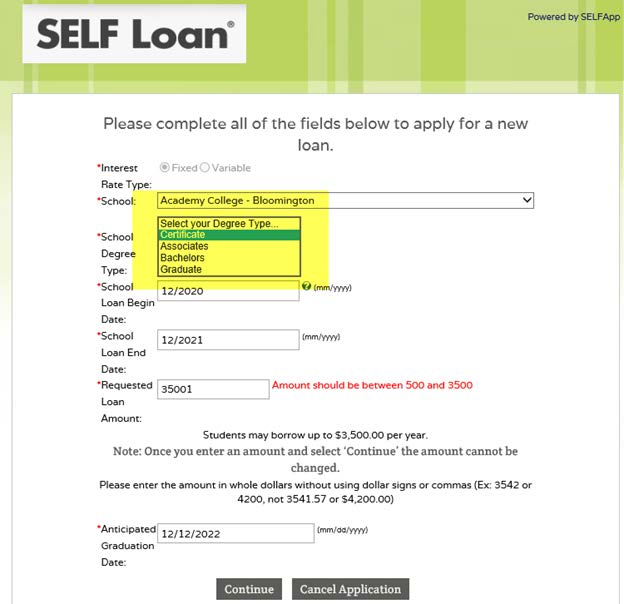 Powered by SELFApp
SELF Loan®
Please complete all of the fields below to apply for a new
loan.
*Interest Rate Type: Fixed Variable
*School: Academy College - Bloomington
Select your Degree Type...
*School Degree Type: Certificate
Associates
Bachelors
Graduate
*School Loan Begin Date: 12/2020 ? (mm/yyyy)
*School Loan End Date: 12/2021 (mm/yyyy)
*Requested Loan Amount: 35001 Amount should be between 500 and 3500
Students may borrow up to $3,500.00 per year.
Note: Once you enter an amount and select ‘Continue’ the amount cannot be
changed.
Please enter the amount in whole dollars without using dollar signs or commas (Ex: 3542 or
4200, not 3541.57 or $4,200.00)
*Anticipated Graduation Date: 12/12/2022 (mm/dd/yyyy)
Continue Cancel Application